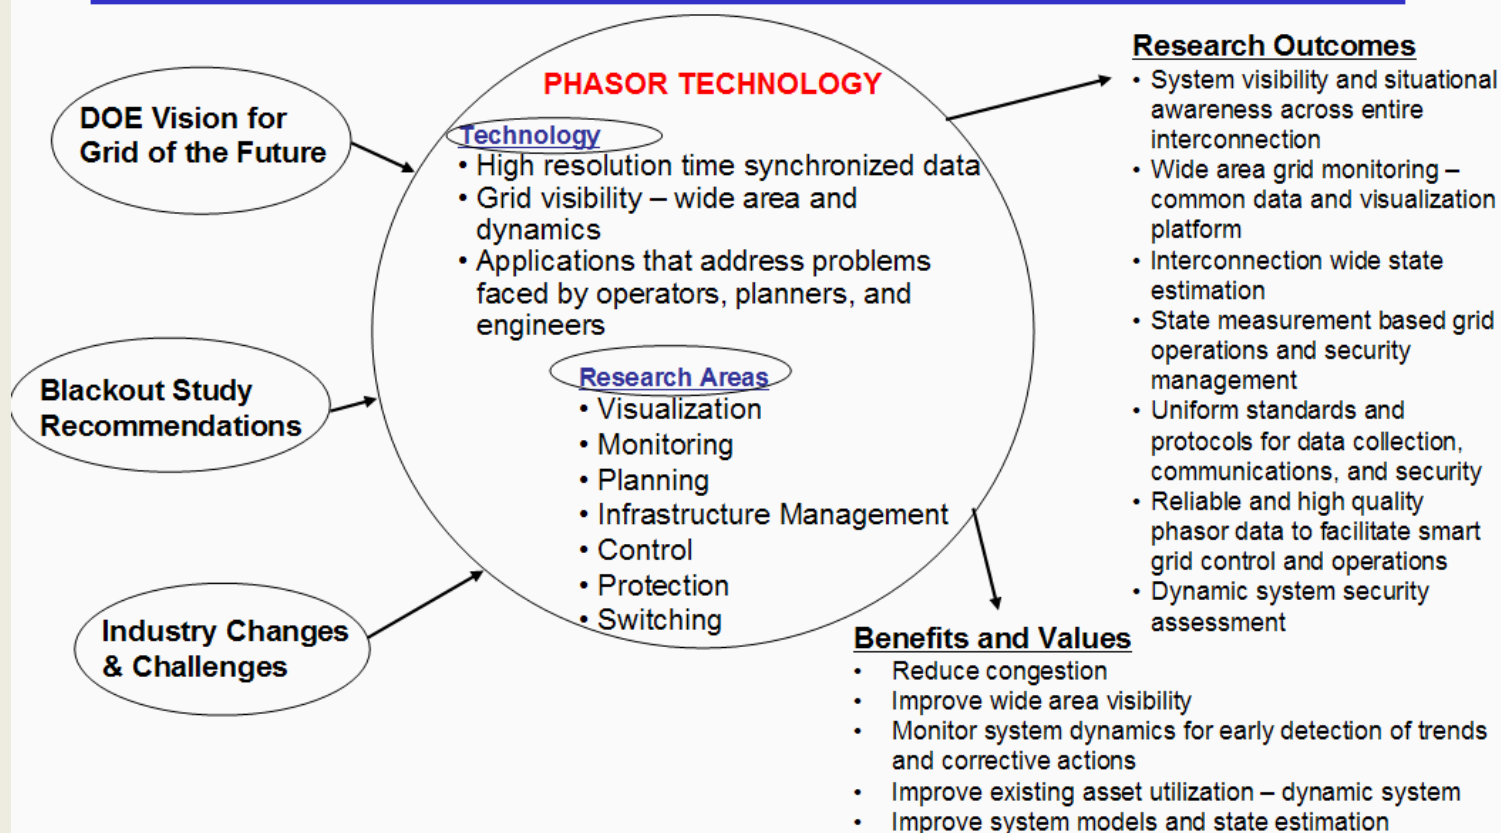 DOE Vision for
Grid of the Future
Blackout Study
Recommendations
Industry Changes
& Challenges
PHASOR TECHNOLOGY
Technology
• High resolution time synchronized data
• Grid visibility – wide area and
dynamics
• Applications that address problems
faced by operators, planners, and
engineers
Research Areas
• Visualization
• Monitoring
• Planning
• Infrastructure Management
• Control
• Protection
• Switching
Research Outcomes
• System visibility and situational
awareness across entire
interconnection
• Wide area grid monitoring –
common data and visualization
platform
• Interconnection wide state
estimation
• State measurement based grid
operations and security
management
• Uniform standards and
protocols for data collection,
communications, and security
• Reliable and high quality
phasor data to facilitate smart
grid control and operations
• Dynamic system security
assessment
Benefits and Values
• Reduce congestion
• Improve wide area visibility
• Monitor system dynamics for early detection of trends
and corrective actions
• Improve existing asset utilization – dynamic system
• Improve system models and state estimation